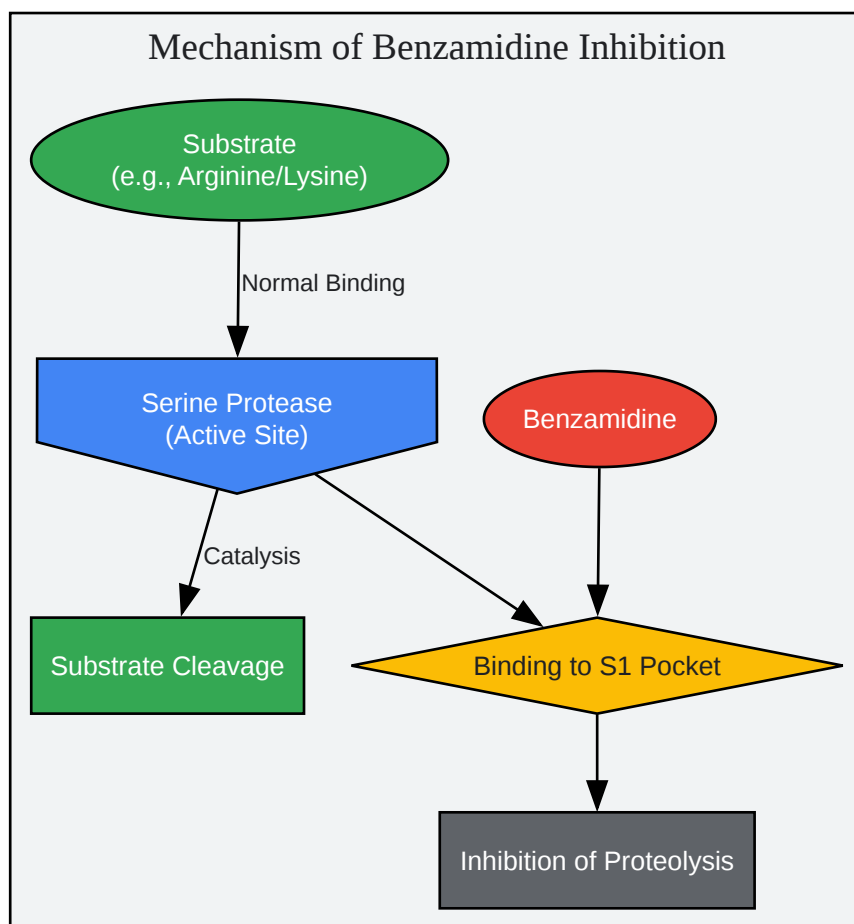 Mechanism of Benzamidine Inhibition
Substrate
(e.g., Arginine/Lysine)
Normal Binding
Serine Protease
(Active Site)
Benzamidine
Catalysis
Substrate Cleavage
Binding to S1 Pocket
Inhibition of Proteolysis